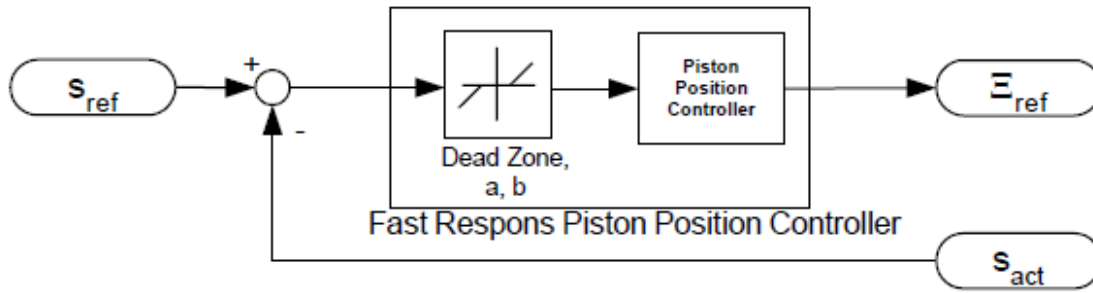 +
S_ref
-
Dead Zone,
a, b
Piston
Position
Controller
Ξ_ref
Fast Respons Piston Position Controller
S_act